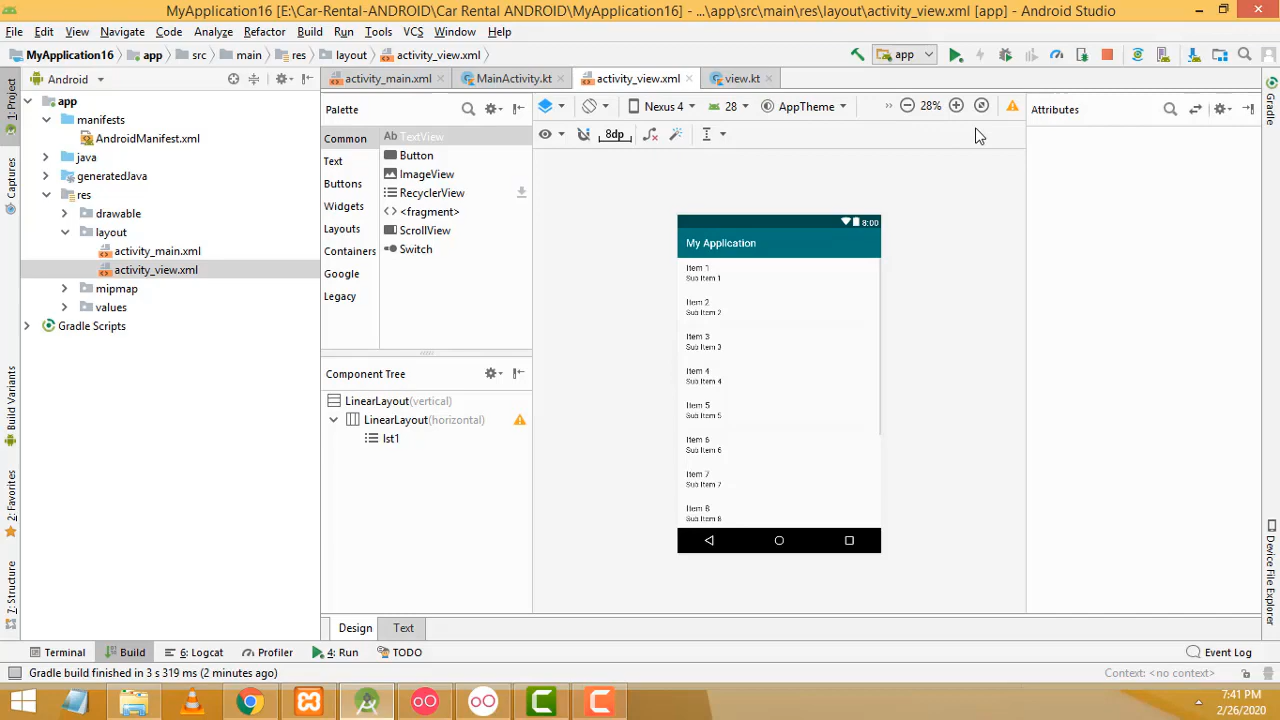 MyApplication16 [E:\Car-Rental-ANDROID\Car Rental ANDROID\MyApplication16] - ...\app\src\main\res\layout\activity_view.xml [app] - Android Studio
File Edit View Navigate Code Analyze Refactor Build Run Tools VCS Window Help
MyApplication16 app src main res layout activity_view.xml app
1: Project
Android
activity_main.xml MainActivity.kt activity_view.xml view.kt
Palette
Nexus 4 28 AppTheme 28%
Attributes
8dp
Common
Text
Buttons
Widgets
Layouts
Containers
Google
Legacy
Ab TextView
Button
ImageView
RecyclerView
<fragment>
ScrollView
Switch
app
manifests
AndroidManifest.xml
java
generatedJava
res
drawable
layout
activity_main.xml
activity_view.xml
mipmap
values
Gradle Scripts
Component Tree
LinearLayout(vertical)
LinearLayout(horizontal)
lst1
8:00
My Application
Item 1
Sub Item 1
Item 2
Sub Item 2
Item 3
Sub Item 3
Item 4
Sub Item 4
Item 5
Sub Item 5
Item 6
Sub Item 6
Item 7
Sub Item 7
Item 8
Sub Item 8
Captures
Build Variants
2: Favorites
7: Structure
Gradle
Device File Explorer
Design Text
Terminal Build 6: Logcat Profiler 4: Run TODO Event Log
Gradle build finished in 3 s 319 ms (2 minutes ago) Context: <no context>
7:41 PM
2/26/2020